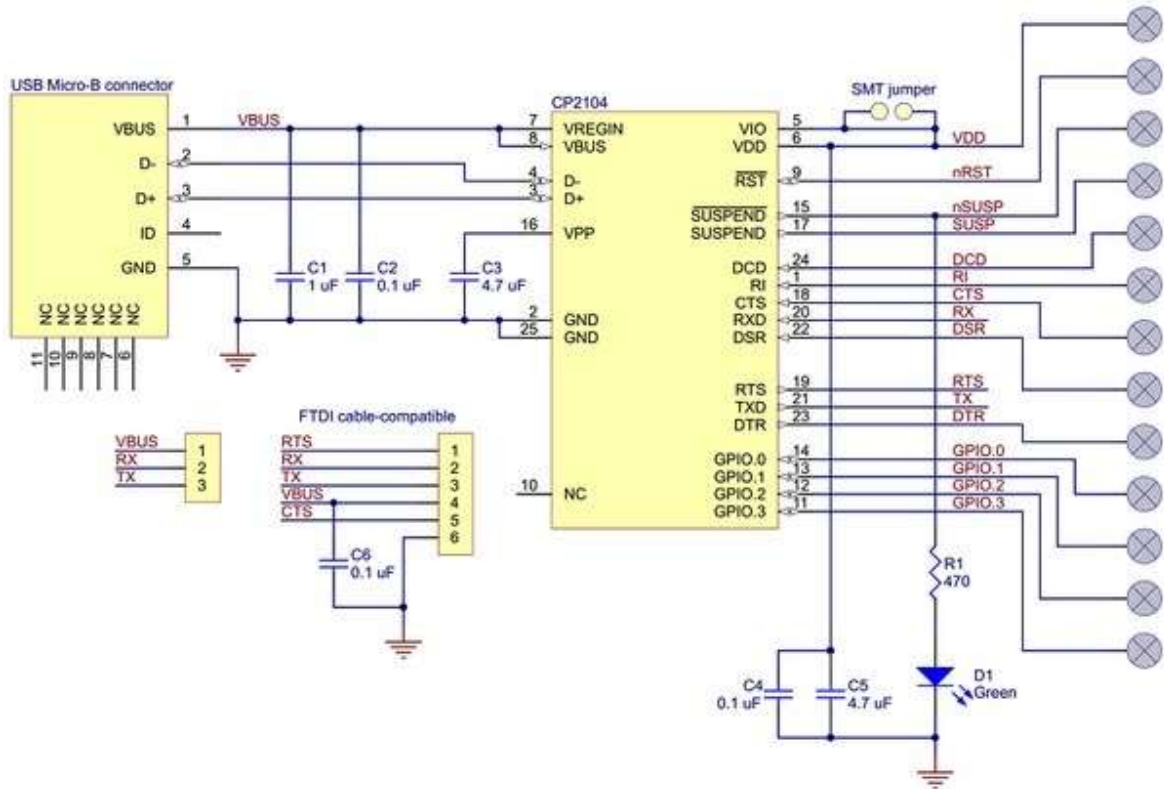 USB Micro-B connector
VBUS 1 VBUS
D- 2
D+ 3
ID 4
GND 5
NC NC NC NC NC NC
11 10 9 8 7 6
C1
1 uF
C2
0.1 uF
C3
4.7 uF
CP2104
7 VREGIN
8 VBUS
4 D-
3 D+
16 VPP
2 GND
25 GND
10 NC
SMT jumper
VIO 5
VDD 6 VDD
RST 9 nRST
SUSPEND 15 nSUSP
SUSPEND 17 SUSP
DCD 24 DCD
RI 1 RI
CTS 18 CTS
RXD 20 RX
DSR 22 DSR
RTS 19 RTS
TXD 21 TX
DTR 23 DTR
GPIO.0 14 GPIO.0
GPIO.1 13 GPIO.1
GPIO.2 12 GPIO.2
GPIO.3 11 GPIO.3
VBUS 1
RX 2
TX 3
FTDI cable-compatible
RTS 1
RX 2
TX 3
VBUS 4
CTS 5
6
C6
0.1 uF
R1
470
C4
0.1 uF
C5
4.7 uF
D1
Green